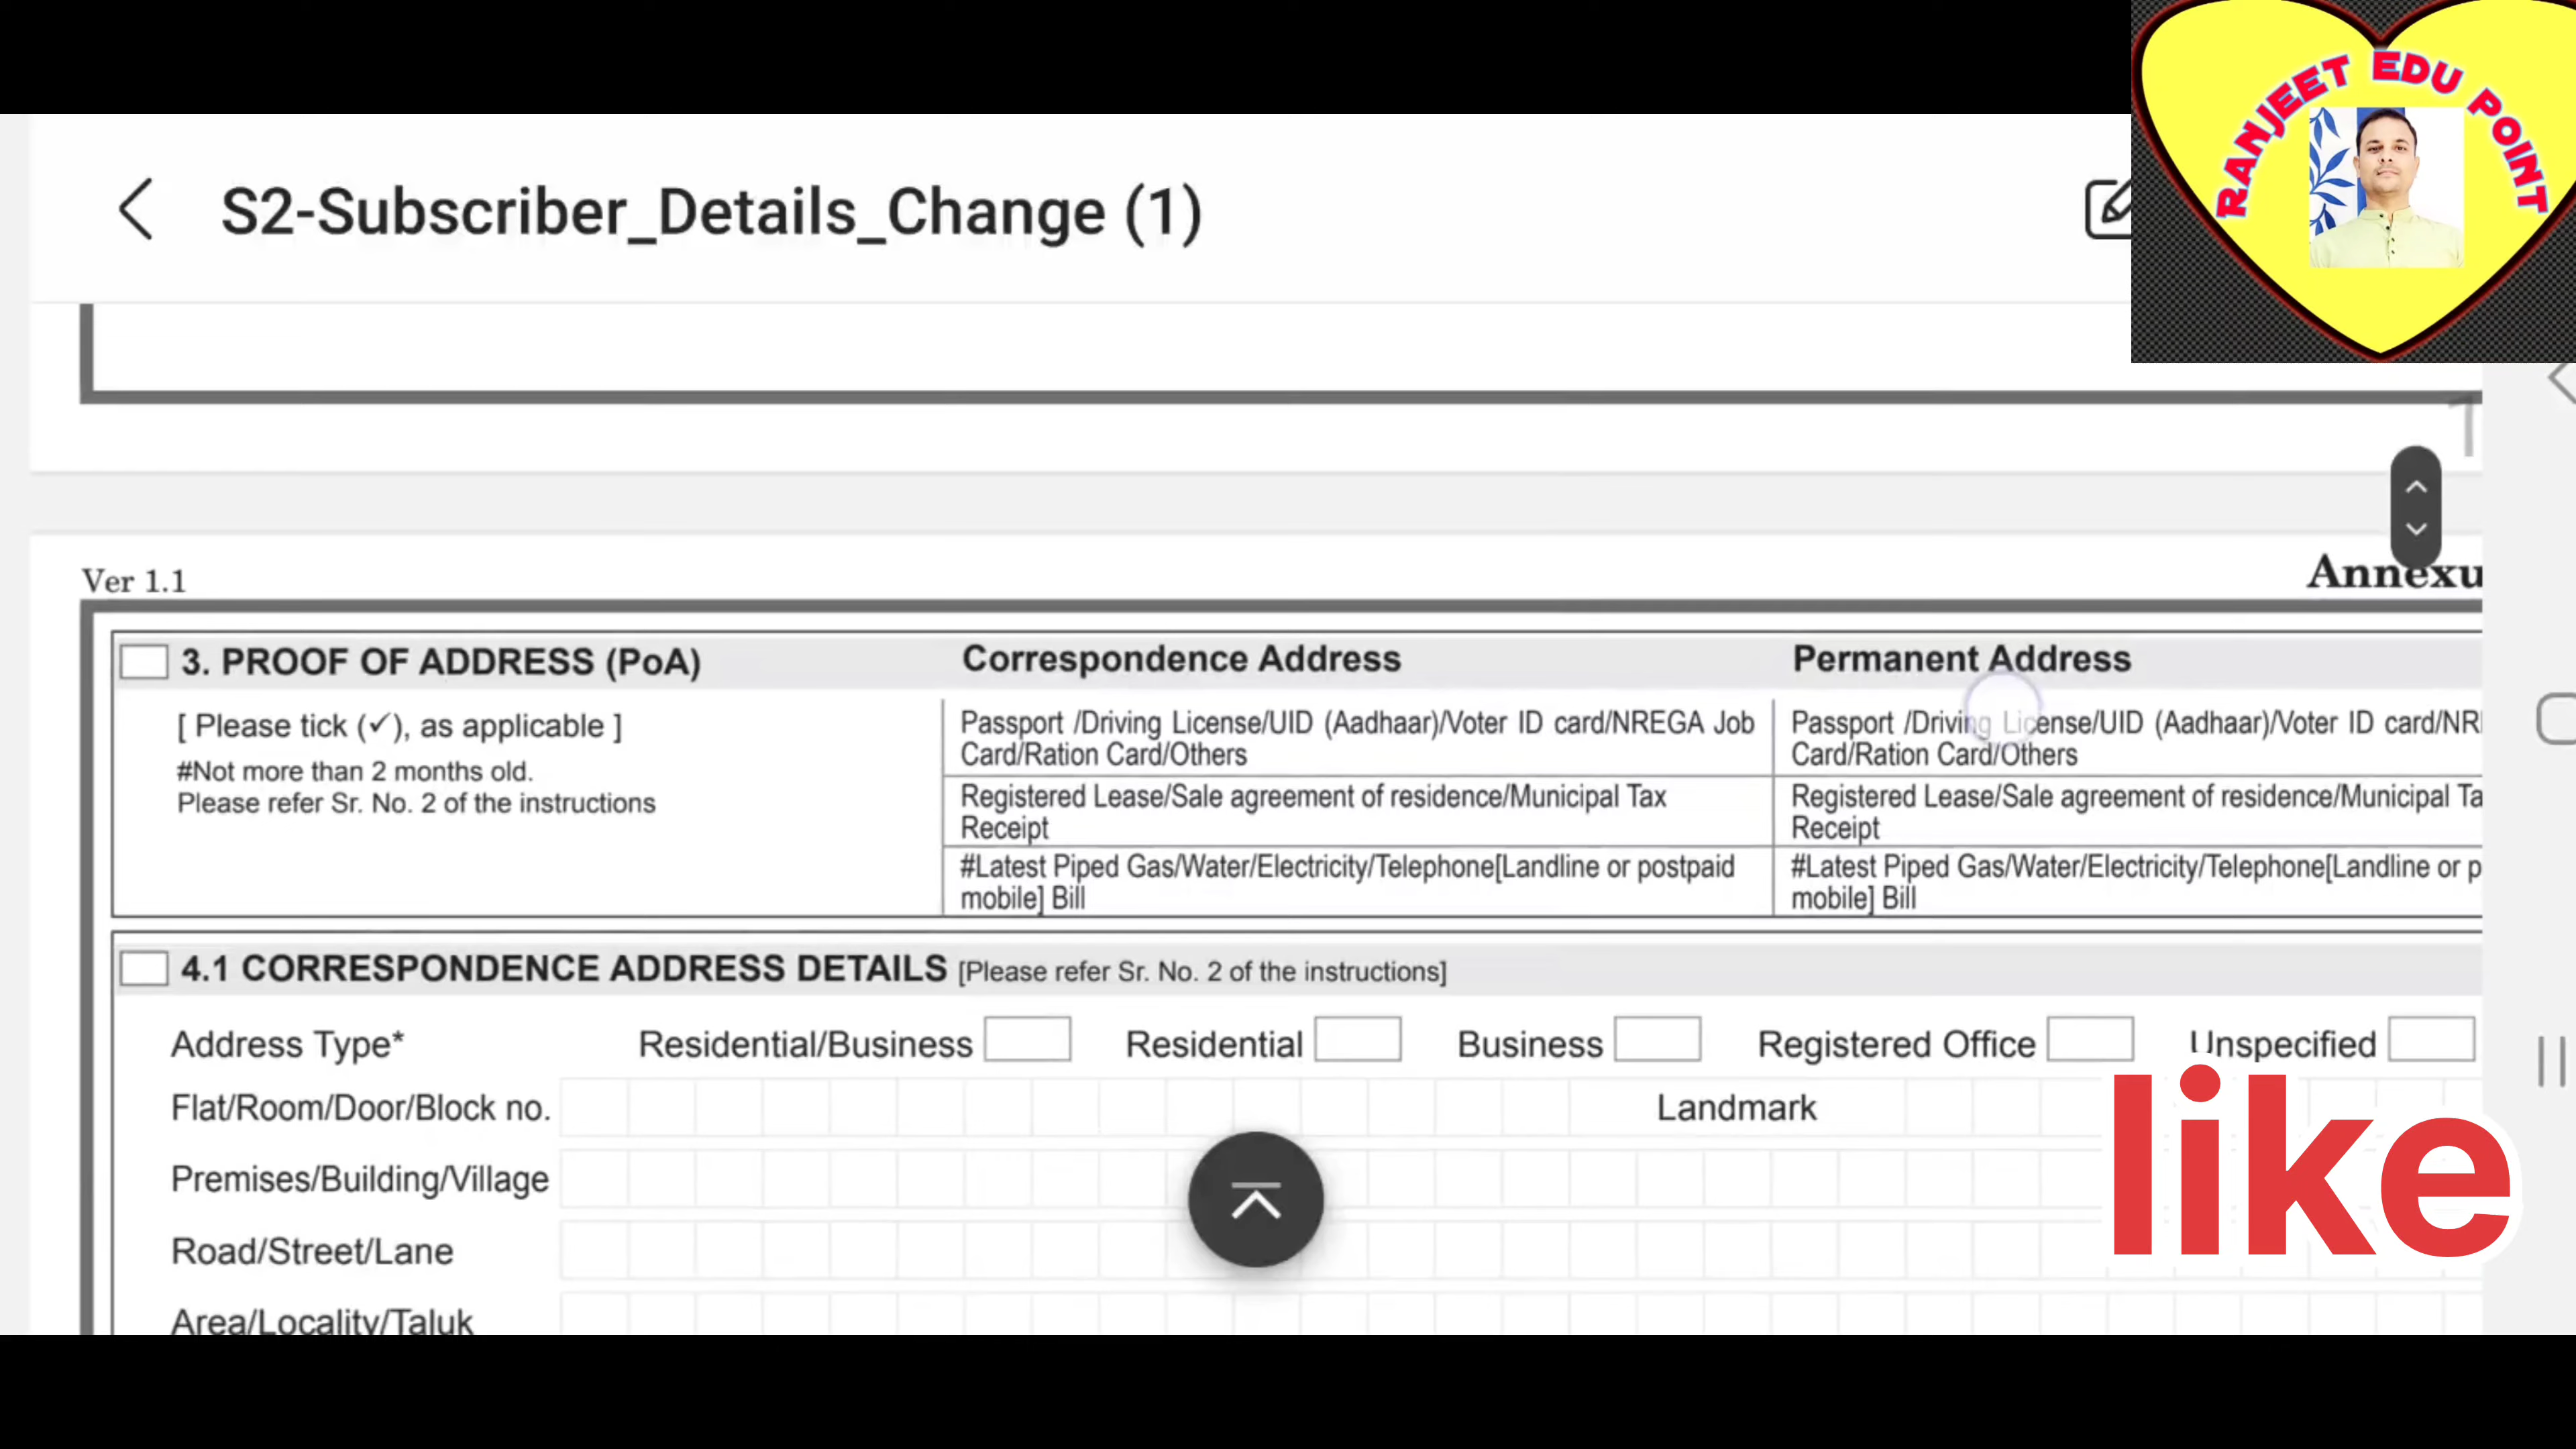 RANJEET EDU POINT
S2-Subscriber_Details_Change (1)
1
Ver 1.1
Annexu
3. PROOF OF ADDRESS (PoA)
Correspondence Address
Permanent Address
[ Please tick (✓), as applicable ]
#Not more than 2 months old.
Please refer Sr. No. 2 of the instructions
Passport /Driving License/UID (Aadhaar)/Voter ID card/NREGA Job
Card/Ration Card/Others
Registered Lease/Sale agreement of residence/Municipal Tax
Receipt
#Latest Piped Gas/Water/Electricity/Telephone[Landline or postpaid
mobile] Bill
Passport /Driving License/UID (Aadhaar)/Voter ID card/NR
Card/Ration Card/Others
Registered Lease/Sale agreement of residence/Municipal Ta
Receipt
#Latest Piped Gas/Water/Electricity/Telephone[Landline or p
mobile] Bill
4.1 CORRESPONDENCE ADDRESS DETAILS [Please refer Sr. No. 2 of the instructions]
Address Type* Residential/Business Residential Business Registered Office Unspecified
Flat/Room/Door/Block no. Landmark
Premises/Building/Village
Road/Street/Lane
Area/Locality/Taluk
like